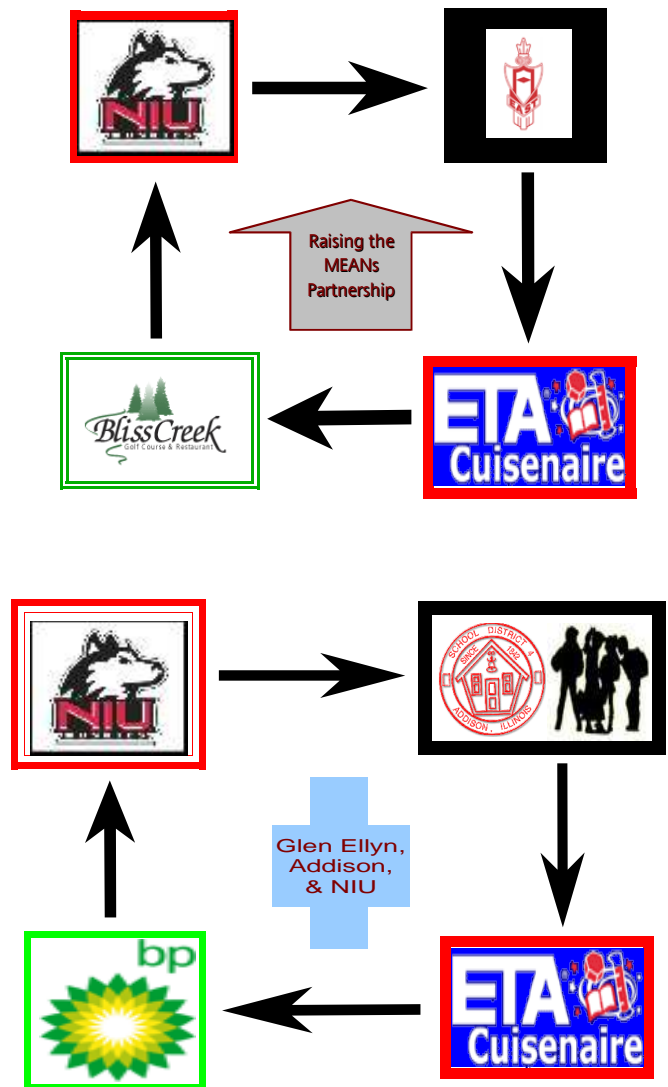 NIU
EAST
Raising the
MEANs
Partnership
BlissCreek
Golf Course & Restaurant
ETA
Cuisenaire
NIU
SCHOOL DISTRICT 4
SINCE 1942
ADDISON, ILLINOIS
Glen Ellyn,
Addison,
& NIU
bp
ETA
Cuisenaire